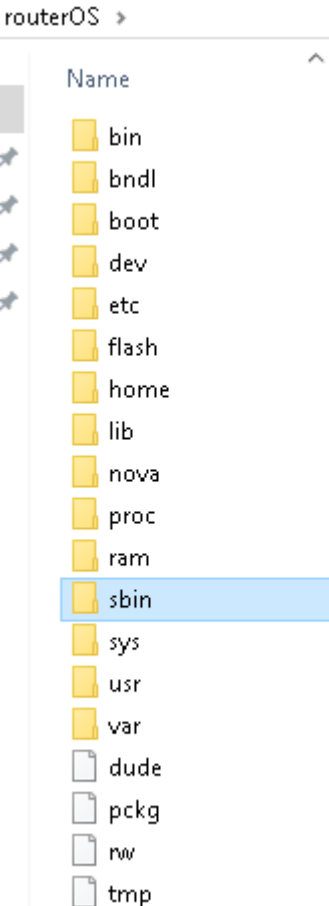 routerOS
Name
bin
bndl
boot
dev
etc
flash
home
lib
nova
proc
ram
sbin
sys
usr
var
dude
pckg
rw
tmp